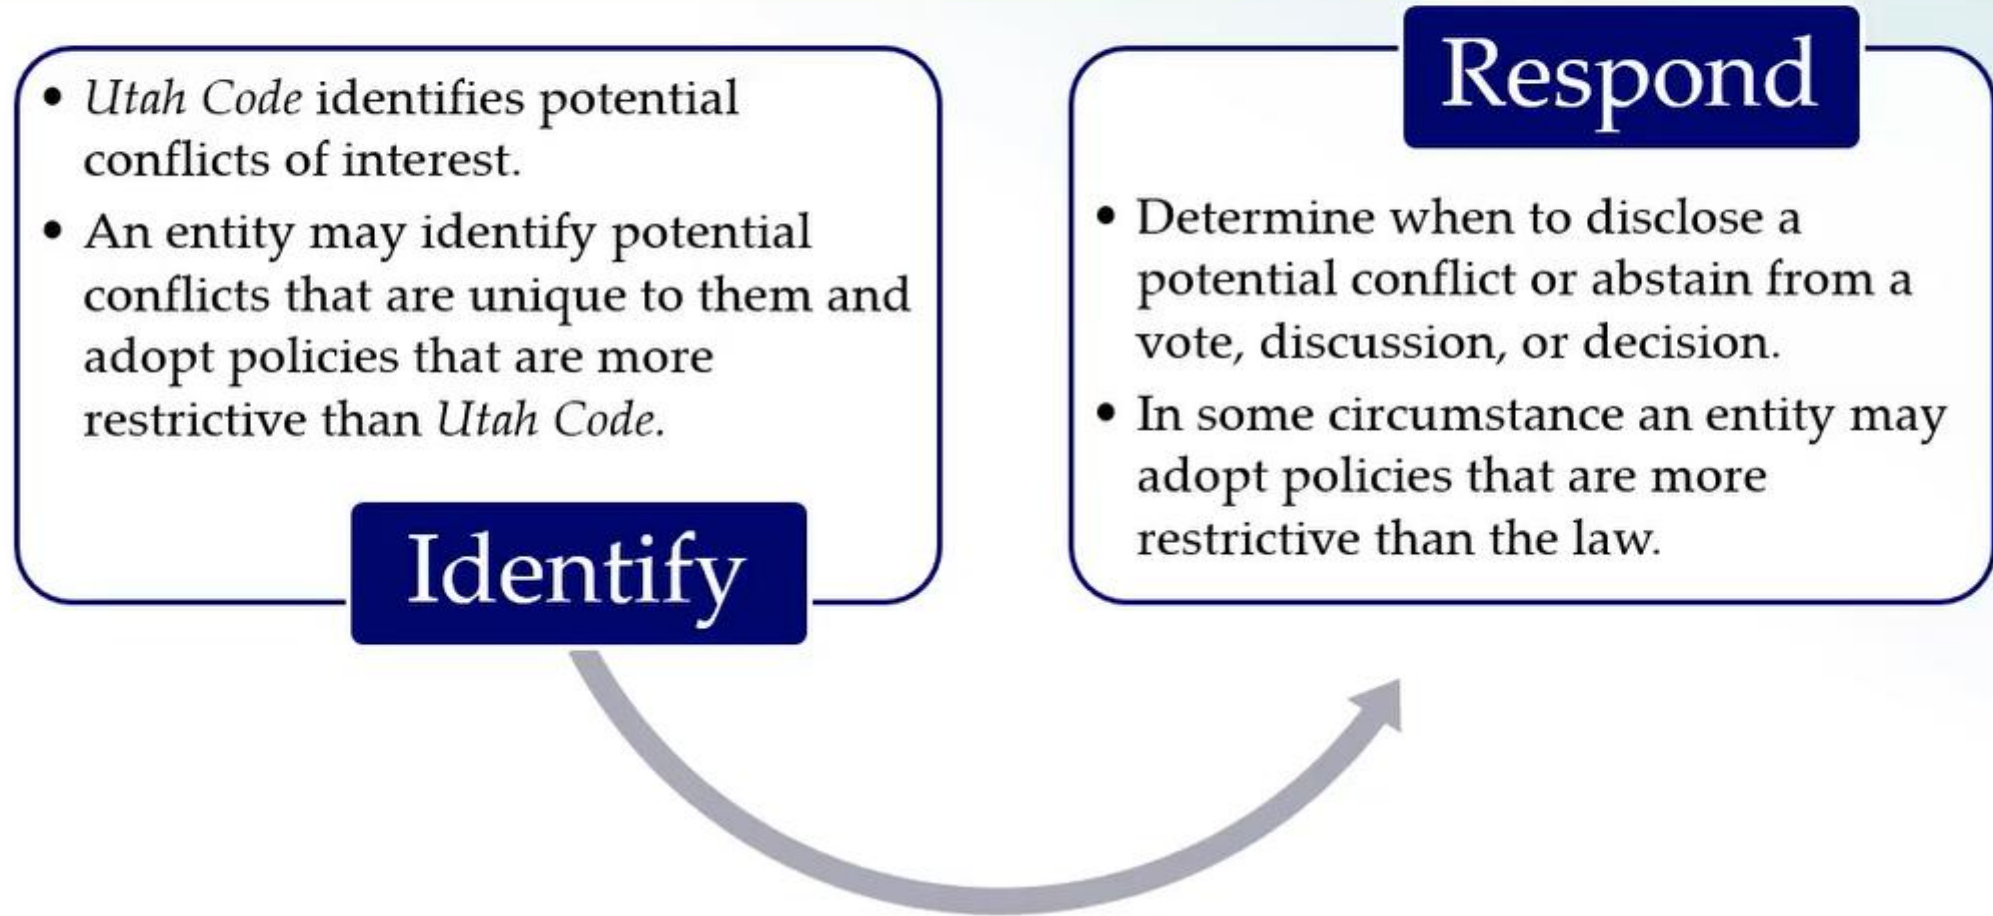 • Utah Code identifies potential
conflicts of interest.
• An entity may identify potential
conflicts that are unique to them and
adopt policies that are more
restrictive than Utah Code.
Identify
Respond
• Determine when to disclose a
potential conflict or abstain from a
vote, discussion, or decision.
• In some circumstance an entity may
adopt policies that are more
restrictive than the law.